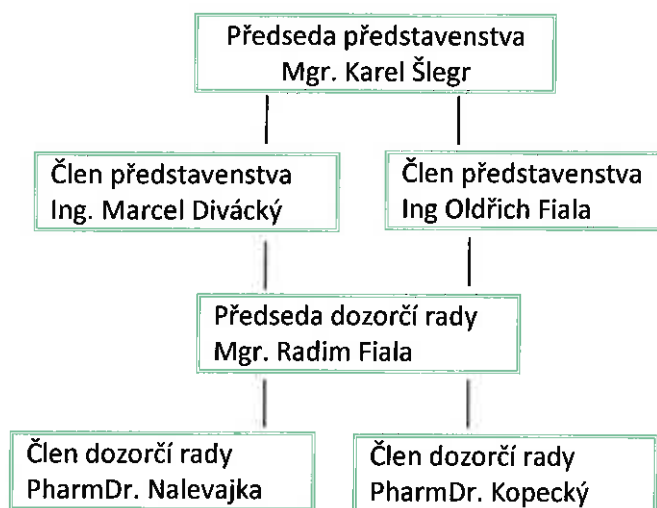 Předseda představenstva
Mgr. Karel Šlegr
Člen představenstva
Ing. Marcel Divácký
Člen představenstva
Ing Oldřich Fiala
Předseda dozorčí rady
Mgr. Radim Fiala
Člen dozorčí rady
PharmDr. Nalevajka
Člen dozorčí rady
PharmDr. Kopecký